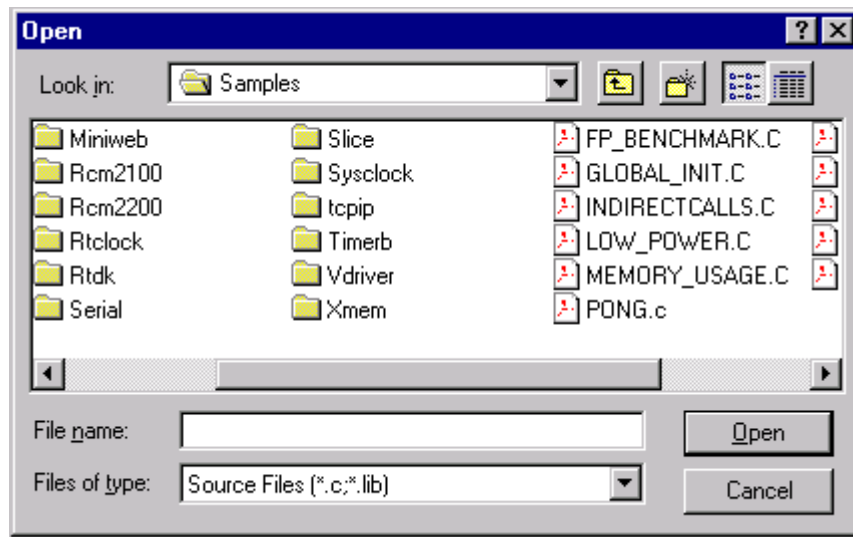 Open
Look in: Samples
Miniweb Slice FP_BENCHMARK.C
Rcm2100 Sysclock GLOBAL_INIT.C
Rcm2200 tcpip INDIRECTCALLS.C
Rtclock Timerb LOW_POWER.C
Rtdk Vdriver MEMORY_USAGE.C
Serial Xmem PONG.c
File name: Open
Files of type: Source Files (*.c;*.lib) Cancel